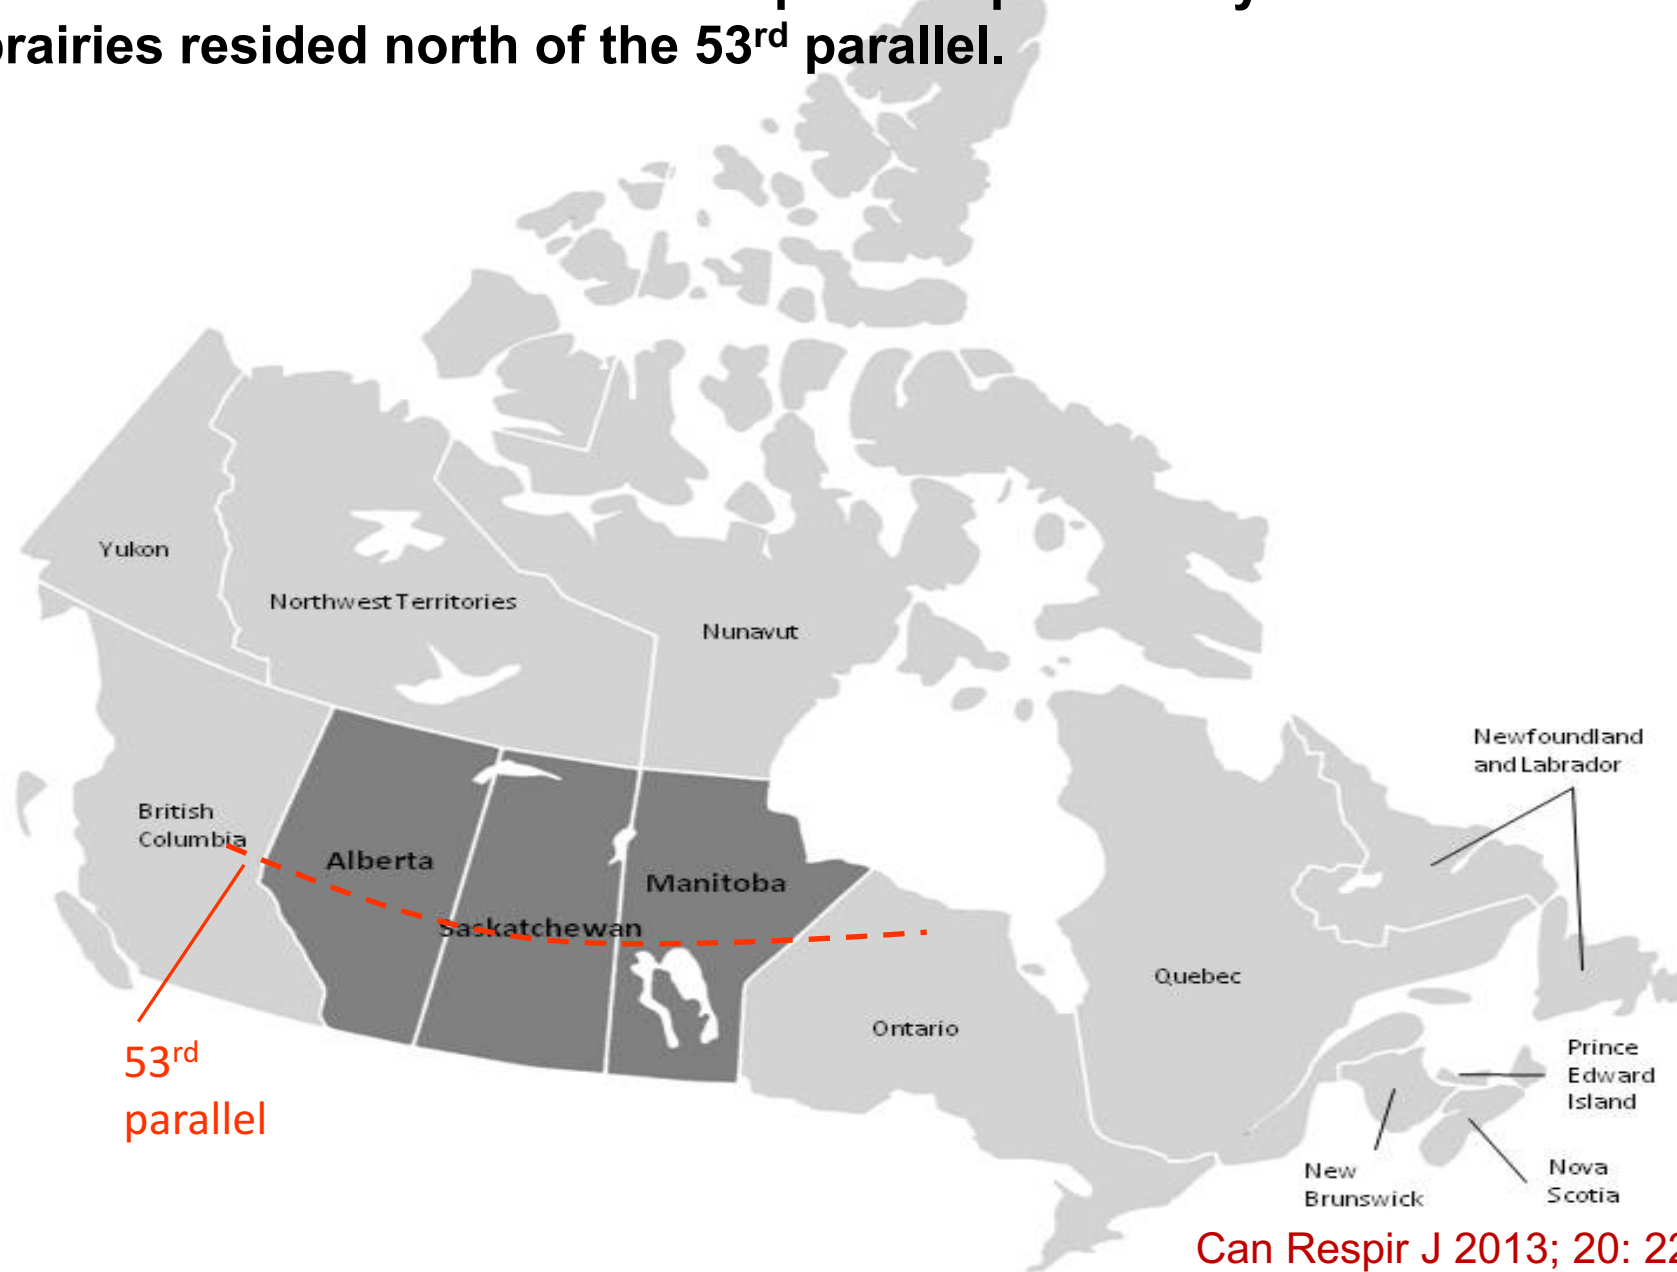 prairies resided north of the 53rd parallel.
Yukon
Northwest Territories
Nunavut
Newfoundland
and Labrador
British
Columbia
Alberta
Manitoba
Saskatchewan
Quebec
Ontario
53rd
parallel
Prince
Edward
Island
New
Brunswick
Nova
Scotia
Can Respir J 2013; 20: 22